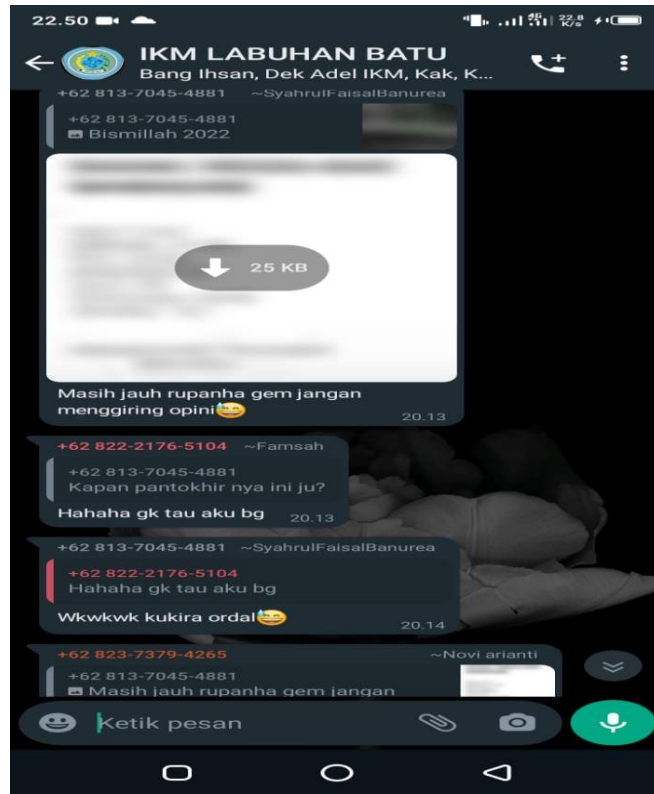 22.50
22.8 K/s
IKM LABUHAN BATU
Bang Ihsan, Dek Adel IKM, Kak, K...
+62 813-7045-4881 ~SyahrulFaisalBanurea
+62 813-7045-4881
Bismillah 2022
25 KB
Masih jauh rupanha gem jangan
menggiring opini😅
20.13
+62 822-2176-5104 ~Famsah
+62 813-7045-4881
Kapan pantokhir nya ini ju?
Hahaha gk tau aku bg 20.13
+62 813-7045-4881 ~SyahrulFaisalBanurea
+62 822-2176-5104
Hahaha gk tau aku bg
Wkwkwk kukira ordal😅
20.14
+62 823-7379-4265 ~Novi arianti
+62 813-7045-4881
Masih jauh rupanha gem jangan
Ketik pesan